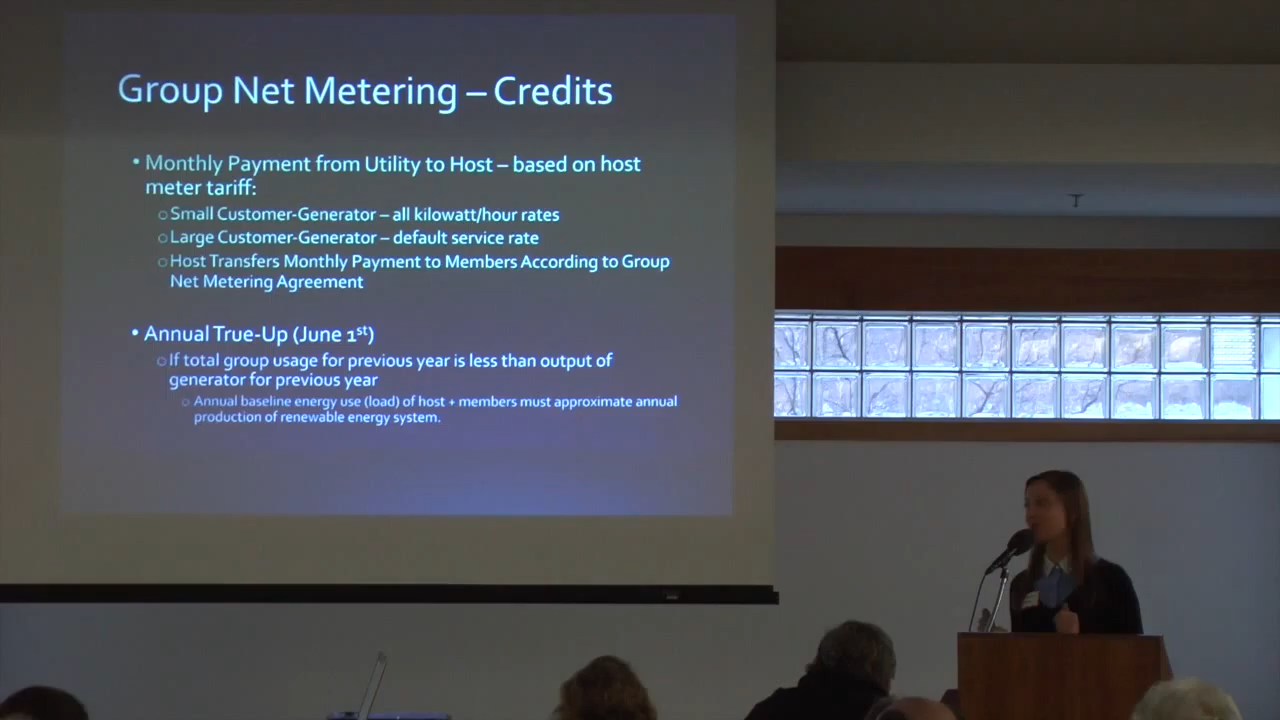 Group Net Metering – Credits
• Monthly Payment from Utility to Host – based on host
meter tariff:
○ Small Customer-Generator – all kilowatt/hour rates
○ Large Customer-Generator – default service rate
○ Host Transfers Monthly Payment to Members According to Group
Net Metering Agreement
• Annual True-Up (June 1st)
○ If total group usage for previous year is less than output of
generator for previous year
○ Annual baseline energy use (load) of host + members must approximate annual
production of renewable energy system.